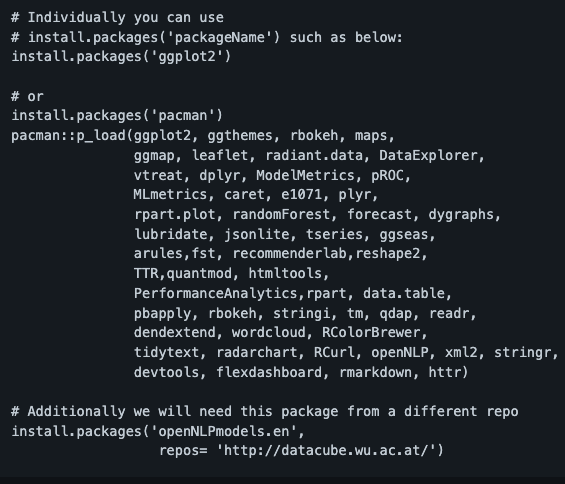 # Individually you can use
# install.packages('packageName') such as below:
install.packages('ggplot2')
# or
install.packages('pacman')
pacman::p_load(ggplot2, ggthemes, rbokeh, maps,
ggmap, leaflet, radiant.data, DataExplorer,
vtreat, dplyr, ModelMetrics, pROC,
MLmetrics, caret, e1071, plyr,
rpart.plot, randomForest, forecast, dygraphs,
lubridate, jsonlite, tseries, ggseas,
arules,fst, recommenderlab,reshape2,
TTR,quantmod, htmltools,
PerformanceAnalytics,rpart, data.table,
pbapply, rbokeh, stringi, tm, qdap, readr,
dendextend, wordcloud, RColorBrewer,
tidytext, radarchart, RCurl, openNLP, xml2, stringr,
devtools, flexdashboard, rmarkdown, httr)
# Additionally we will need this package from a different repo
install.packages('openNLPmodels.en',
repos= 'http://datacube.wu.ac.at/')